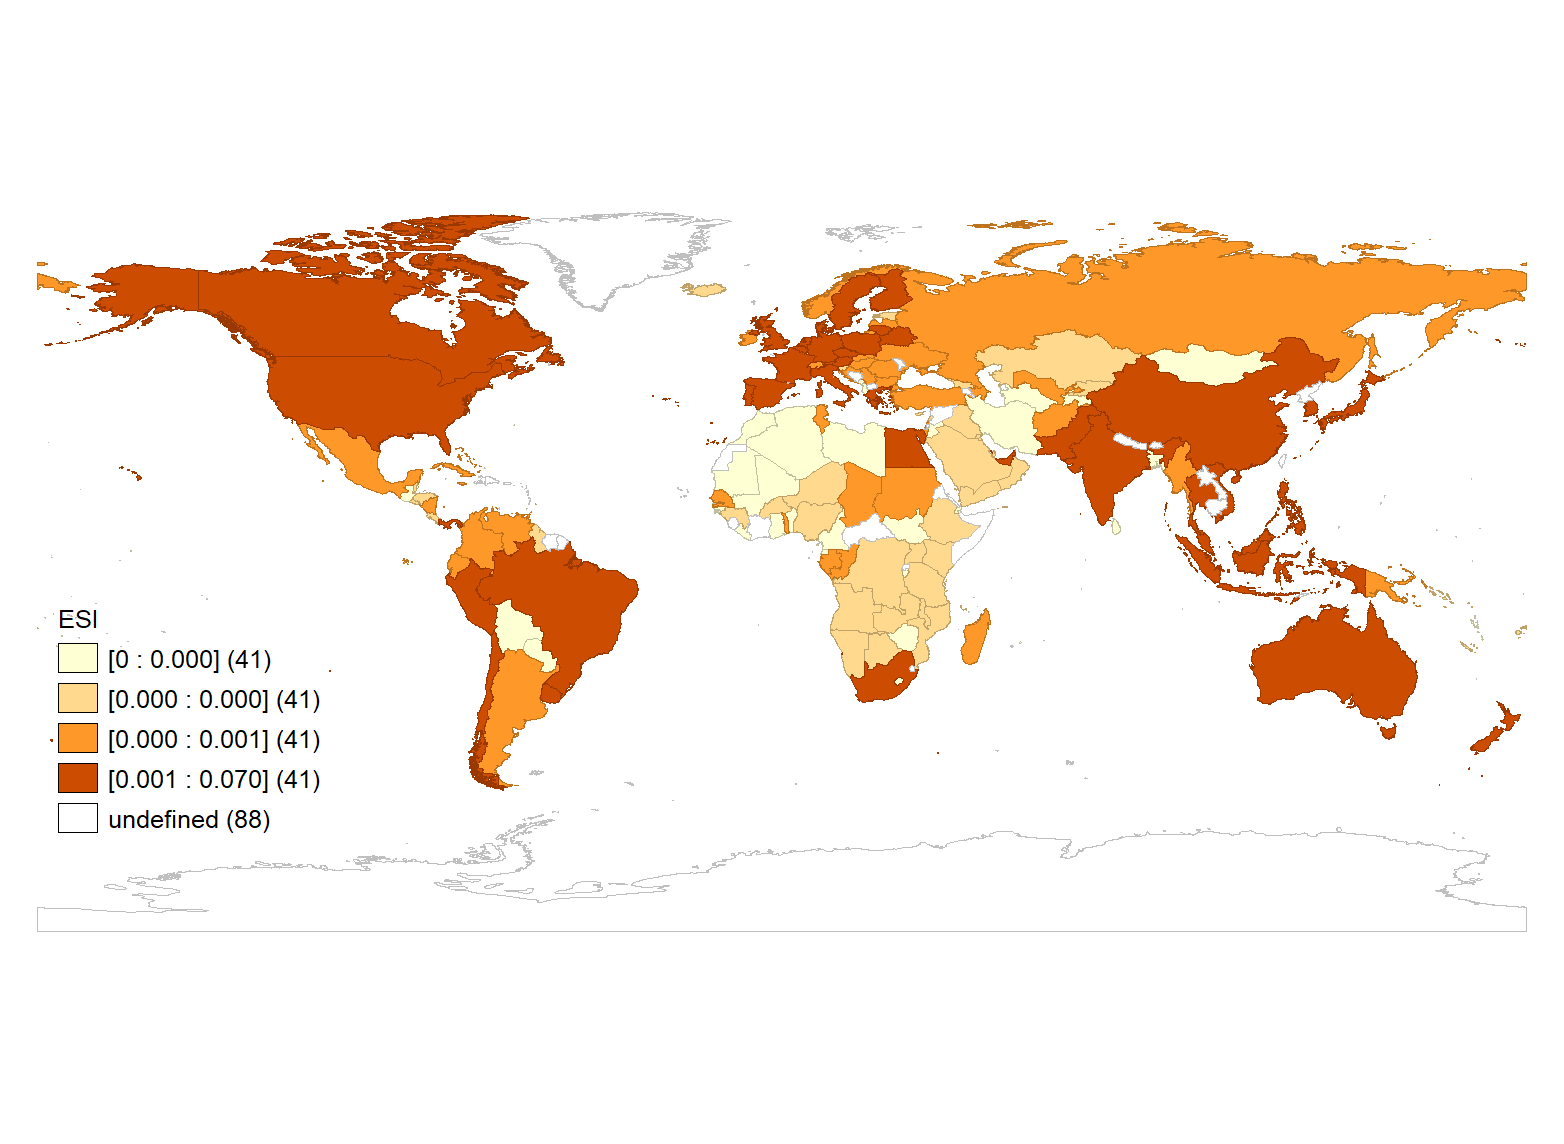 ESI
[0 : 0.000] (41)
[0.000 : 0.000] (41)
[0.000 : 0.001] (41)
[0.001 : 0.070] (41)
undefined (88)